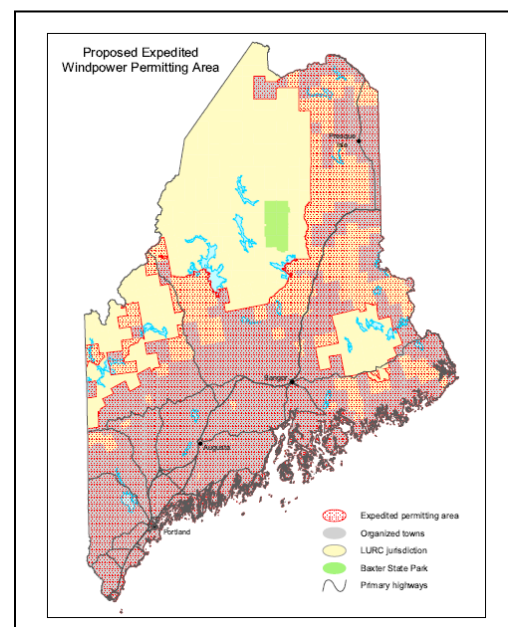 Proposed Expedited
Windpower Permitting Area
Presque
Isle
Bangor
Augusta
Portland
Expedited permitting area
Organized towns
LURC jurisdiction
Baxter State Park
Primary highways